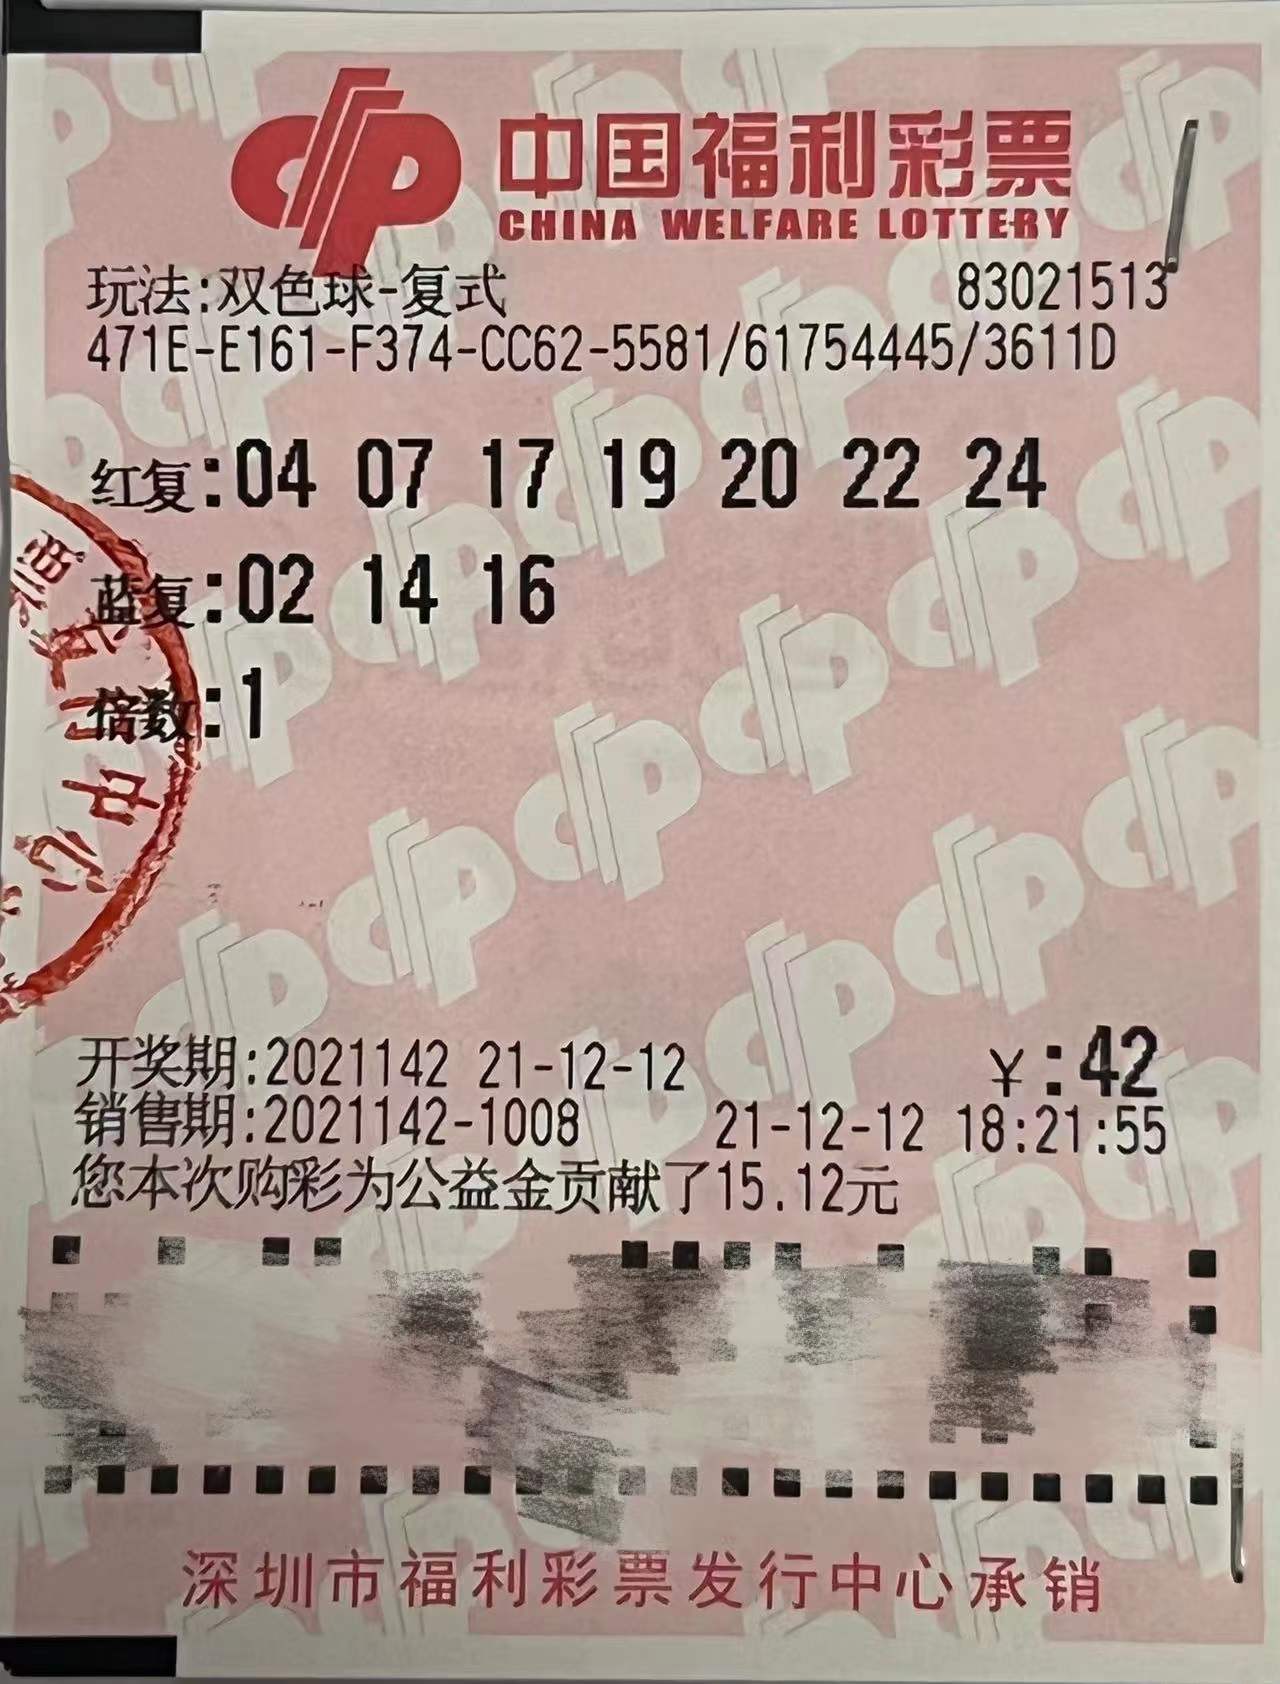 中国福利彩票
CHINA WELFARE LOTTERY
玩法:双色球-复式 83021513
471E-E161-F374-CC62-5581/61754445/3611D
红复:04 07 17 19 20 22 24
蓝复:02 14 16
倍数:1
开奖期:2021142 21-12-12 ￥:42
销售期:2021142-1008 21-12-12 18:21:55
您本次购彩为公益金贡献了15.12元
深圳市福利彩票发行中心承销